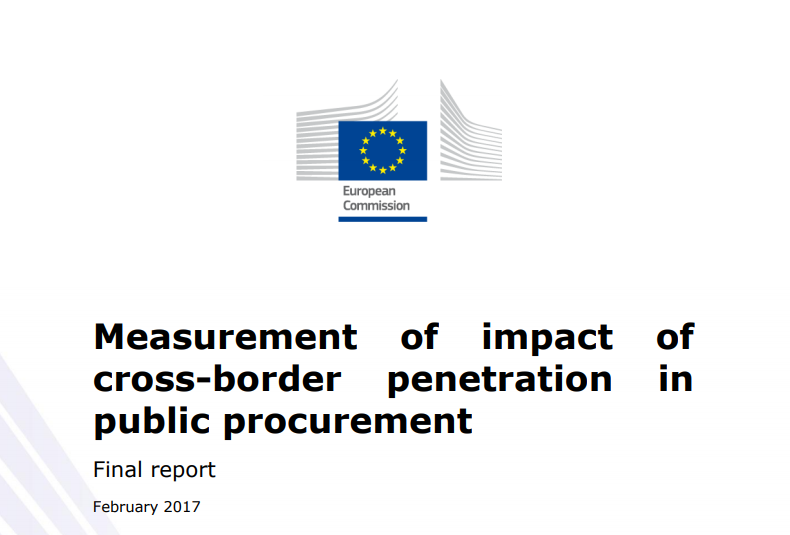 European
Commission
Measurement of impact of
cross-border penetration in
public procurement
Final report
February 2017